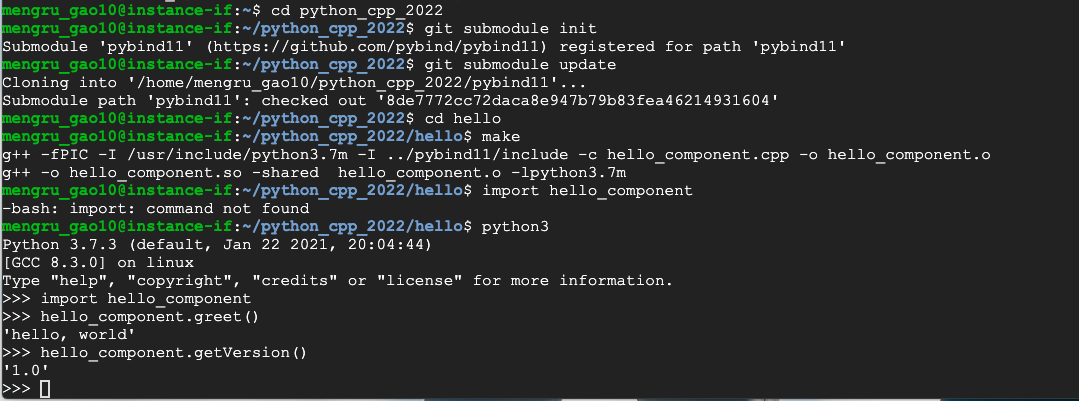 mengru_gao10@instance-if:~$ cd python_cpp_2022
mengru_gao10@instance-if:~/python_cpp_2022$ git submodule init
Submodule 'pybind11' (https://github.com/pybind/pybind11) registered for path 'pybind11'
mengru_gao10@instance-if:~/python_cpp_2022$ git submodule update
Cloning into '/home/mengru_gao10/python_cpp_2022/pybind11'...
Submodule path 'pybind11': checked out '8de7772cc72daca8e947b79b83fea46214931604'
mengru_gao10@instance-if:~/python_cpp_2022$ cd hello
mengru_gao10@instance-if:~/python_cpp_2022/hello$ make
g++ -fPIC -I /usr/include/python3.7m -I ../pybind11/include -c hello_component.cpp -o hello_component.o
g++ -o hello_component.so -shared  hello_component.o -lpython3.7m
mengru_gao10@instance-if:~/python_cpp_2022/hello$ import hello_component
-bash: import: command not found
mengru_gao10@instance-if:~/python_cpp_2022/hello$ python3
Python 3.7.3 (default, Jan 22 2021, 20:04:44)
[GCC 8.3.0] on linux
Type "help", "copyright", "credits" or "license" for more information.
>>> import hello_component
>>> hello_component.greet()
'hello, world'
>>> hello_component.getVersion()
'1.0'
>>>